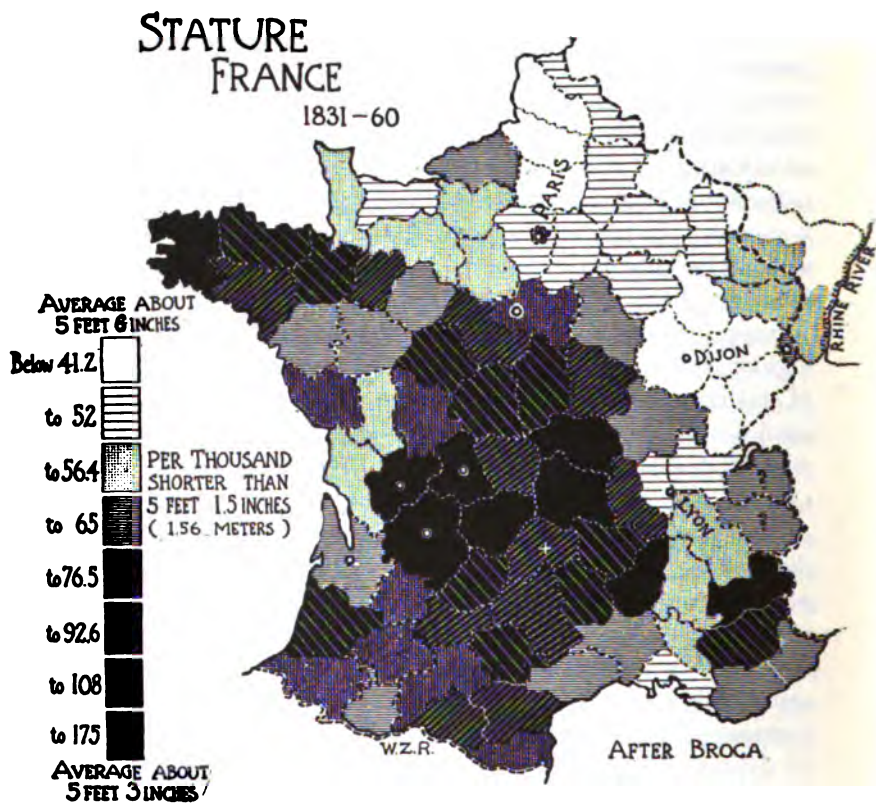 STATURE
FRANCE
1831-60
PARIS
RHINE RIVER
DIJON
LYON
AVERAGE ABOUT
5 FEET 6 INCHES
Below 41.2
to 52
to 56.4
to 65
to 76.5
to 92.6
to 108
to 175
PER THOUSAND
SHORTER THAN
5 FEET 1.5 INCHES
( 1.56 METERS )
AVERAGE ABOUT
5 FEET 3 INCHES
W.Z.R.
AFTER BROCA